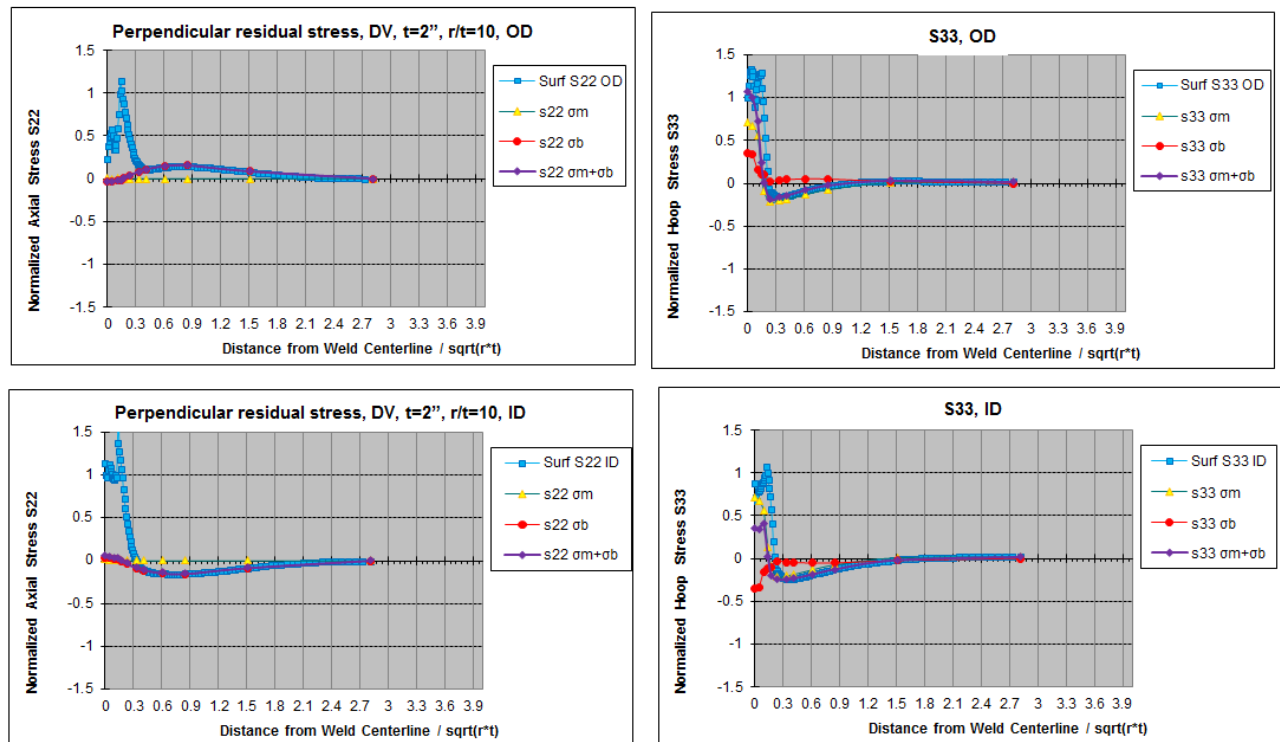 Perpendicular residual stress, DV, t=2”, r/t=10, OD
Normalized Axial Stress S22
1.5
1
0.5
0
-0.5
-1
-1.5
0 0.3 0.6 0.9 1.2 1.5 1.8 2.1 2.4 2.7 3 3.3 3.6 3.9
Distance from Weld Centerline / sqrt(r*t)
Surf S22 OD
s22 σm
s22 σb
s22 σm+σb
S33, OD
Normalized Hoop Stress S33
1.5
1
0.5
0
-0.5
-1
-1.5
0 0.3 0.6 0.9 1.2 1.5 1.8 2.1 2.4 2.7 3 3.3 3.6 3.9
Distance from Weld Centerline / sqrt(r*t)
Surf S33 OD
s33 σm
s33 σb
s33 σm+σb
Perpendicular residual stress, DV, t=2”, r/t=10, ID
Normalized Axial Stress S22
1.5
1
0.5
0
-0.5
-1
-1.5
0 0.3 0.6 0.9 1.2 1.5 1.8 2.1 2.4 2.7 3 3.3 3.6 3.9
Distance from Weld Centerline / sqrt(r*t)
Surf S22 ID
s22 σm
s22 σb
s22 σm+σb
S33, ID
Normalized Hoop Stress S33
1.5
1
0.5
0
-0.5
-1
-1.5
0 0.3 0.6 0.9 1.2 1.5 1.8 2.1 2.4 2.7 3 3.3 3.6 3.9
Distance from Weld Centerline / sqrt(r*t)
Surf S33 ID
s33 σm
s33 σb
s33 σm+σb